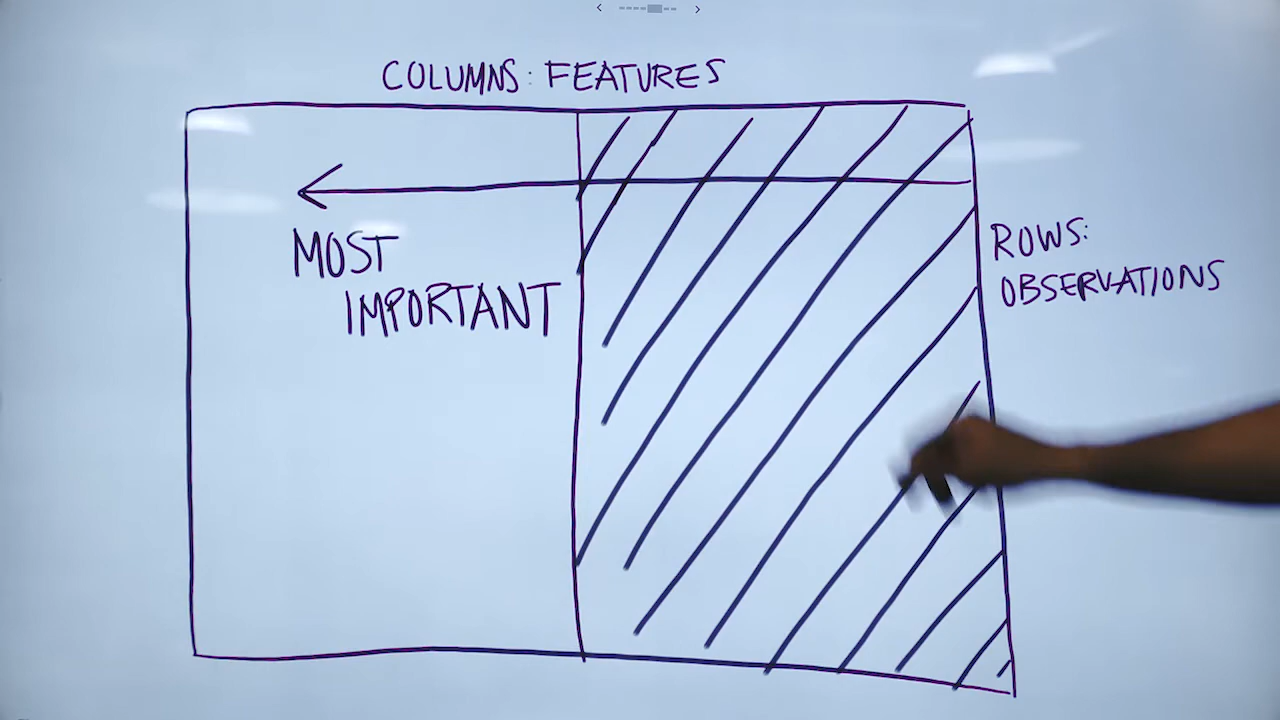 COLUMNS: FEATURES
MOST
IMPORTANT
ROWS:
OBSERVATIONS